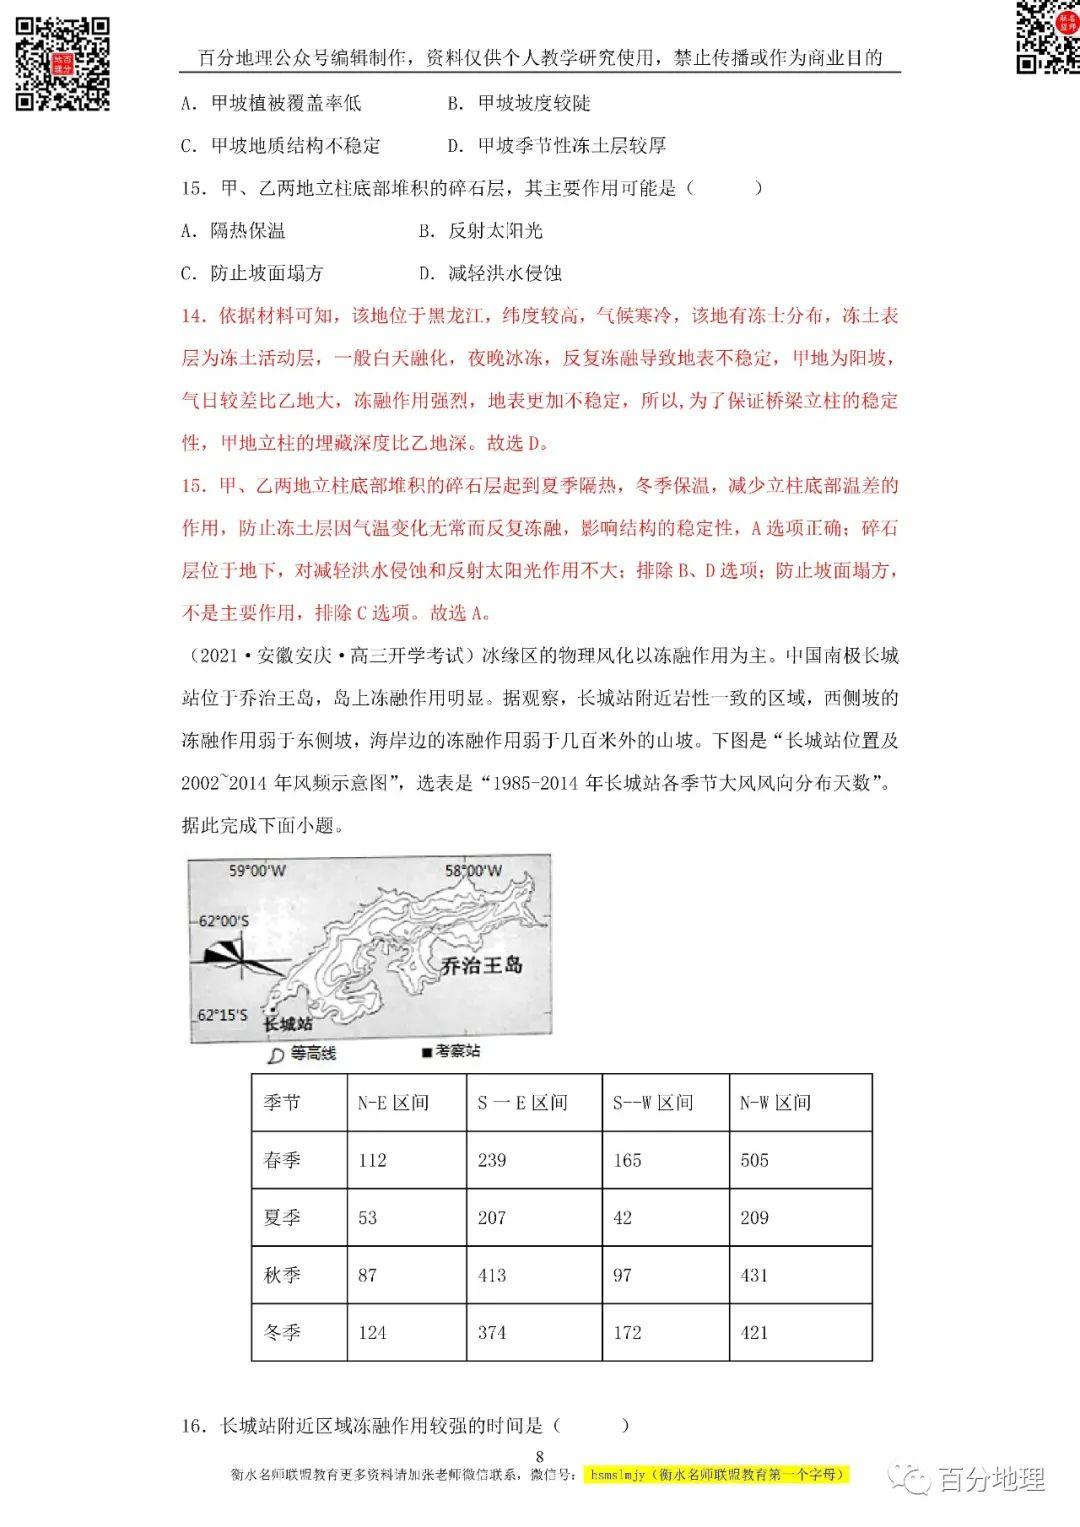 百分地理公众号编辑制作，资料仅供个人教学研究使用，禁止传播或作为商业目的
A. 甲坡植被覆盖率低 B. 甲坡坡度较陡
C. 甲坡地质结构不稳定 D. 甲坡季节性冻土层较厚
15. 甲、乙两地立柱底部堆积的碎石层，其主要作用可能是（ ）
A. 隔热保温 B. 反射太阳光
C. 防止坡面塌方 D. 减轻洪水侵蚀
14. 依据材料可知，该地位于黑龙江，纬度较高，气候寒冷，该地有冻土分布，冻土表
层为冻土活动层，一般白天融化，夜晚冰冻，反复冻融导致地表不稳定，甲地为阳坡，
气日较差比乙地大，冻融作用强烈，地表更加不稳定，所以,为了保证桥梁立柱的稳定
性，甲地立柱的埋藏深度比乙地深。故选 D。
15. 甲、乙两地立柱底部堆积的碎石层起到夏季隔热，冬季保温，减少立柱底部温差的
作用，防止冻土层因气温变化无常而反复冻融，影响结构的稳定性，A 选项正确；碎石
层位于地下，对减轻洪水侵蚀和反射太阳光作用不大；排除 B、D 选项；防止坡面塌方，
不是主要作用，排除 C 选项。故选 A。
（2021·安徽安庆·高三开学考试）冰缘区的物理风化以冻融作用为主。中国南极长城
站位于乔治王岛，岛上冻融作用明显。据观察，长城站附近岩性一致的区域，西侧坡的
冻融作用弱于东侧坡，海岸边的冻融作用弱于几百米外的山坡。下图是“长城站位置及
2002~2014 年风频示意图”，选表是“1985-2014 年长城站各季节大风风向分布天数”。
据此完成下面小题。
59°00′W 58°00′W
62°00′S
乔治王岛
62°15′S
长城站
等高线 考察站
季节 N-E 区间 S 一 E 区间 S--W 区间 N-W 区间
春季 112 239 165 505
夏季 53 207 42 209
秋季 87 413 97 431
冬季 124 374 172 421
16. 长城站附近区域冻融作用较强的时间是（ ）
8
衡水名师联盟教育更多资料请加张老师微信联系，微信号： hsmslmjy（衡水名师联盟教育第一个字母）
百分地理